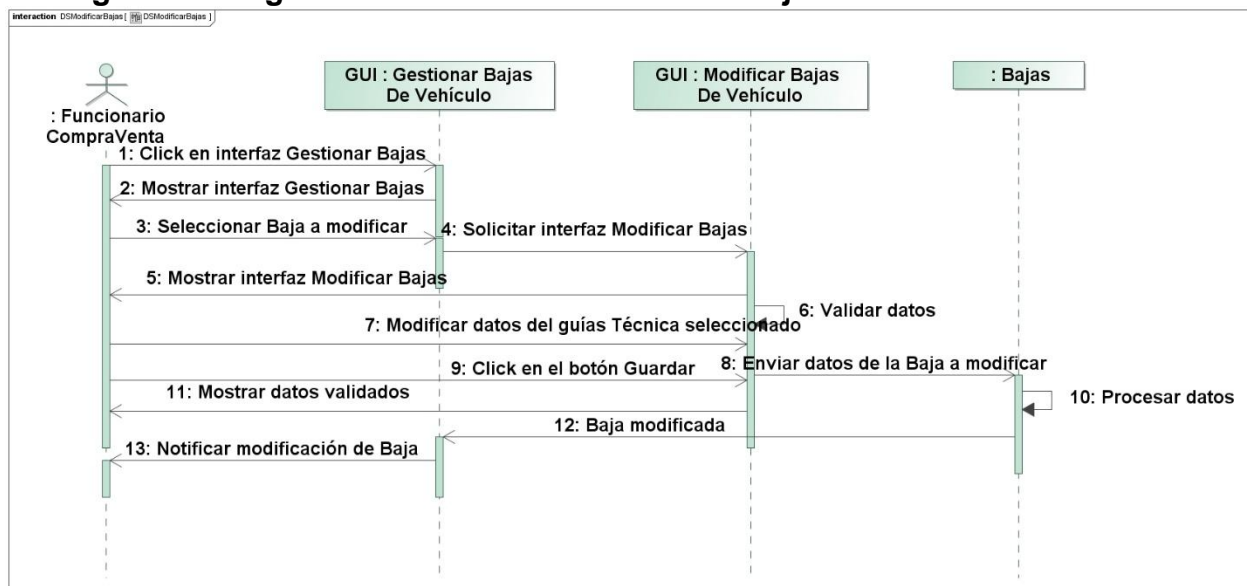 interaction DSModificarBajas [ DSModificarBajas ]
GUI : Gestionar Bajas
De Vehículo
GUI : Modificar Bajas
De Vehículo
: Bajas
: Funcionario
CompraVenta
1: Click en interfaz Gestionar Bajas
2: Mostrar interfaz Gestionar Bajas
3: Seleccionar Baja a modificar
4: Solicitar interfaz Modificar Bajas
5: Mostrar interfaz Modificar Bajas
6: Validar datos
7: Modificar datos del guías Técnica seleccionado
8: Enviar datos de la Baja a modificar
9: Click en el botón Guardar
10: Procesar datos
11: Mostrar datos validados
12: Baja modificada
13: Notificar modificación de Baja